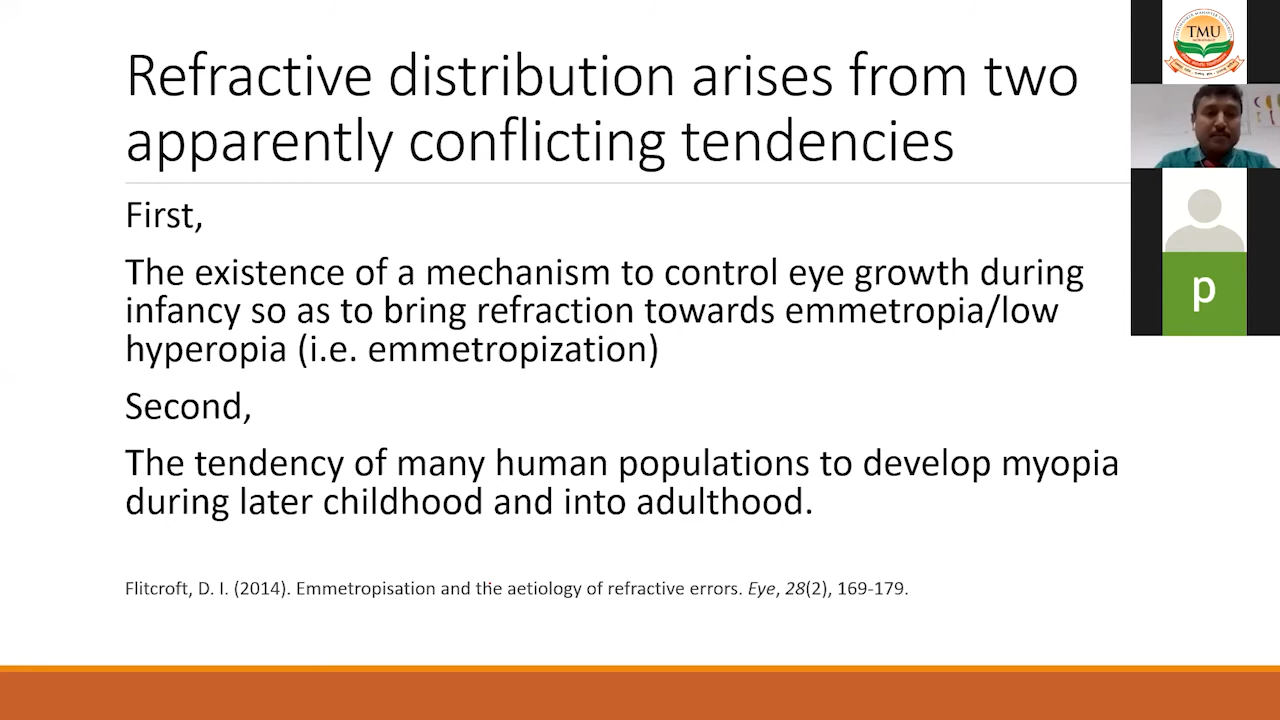 Refractive distribution arises from two
apparently conflicting tendencies
First,
The existence of a mechanism to control eye growth during
infancy so as to bring refraction towards emmetropia/low
hyperopia (i.e. emmetropization)
Second,
The tendency of many human populations to develop myopia
during later childhood and into adulthood.
Flitcroft, D. I. (2014). Emmetropisation and the aetiology of refractive errors. Eye, 28(2), 169-179.
TMU
p